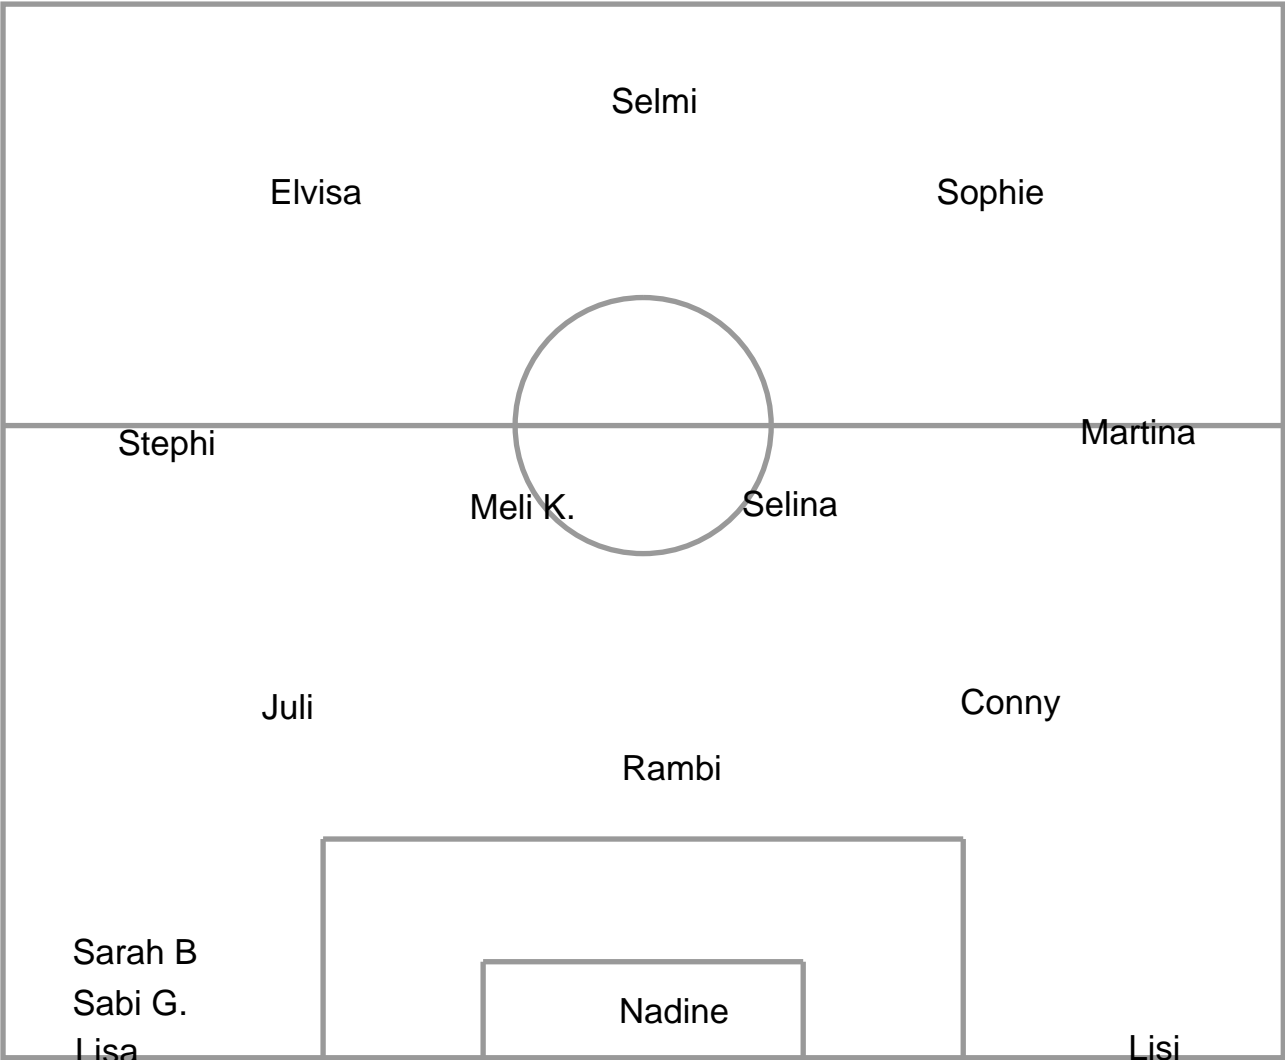 Selmi
Elvisa
Sophie
Stephi
Martina
Meli K.
Selina
Juli
Conny
Rambi
Sarah B
Sabi G.
Nadine
Lisa
Lisi